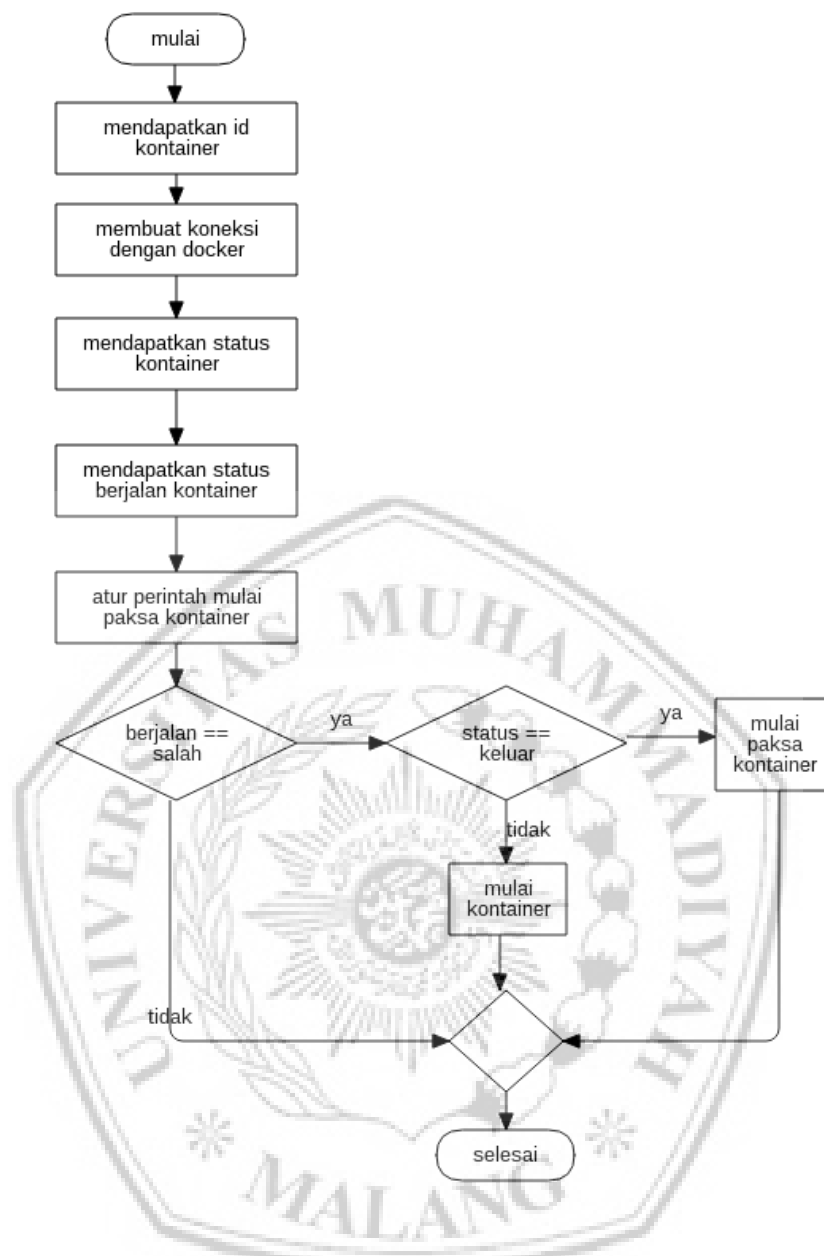 mulai
mendapatkan id
kontainer
membuat koneksi
dengan docker
mendapatkan status
kontainer
mendapatkan status
berjalan kontainer
atur perintah mulai
paksa kontainer
berjalan ==
salah
ya
status ==
keluar
ya
mulai
paksa
kontainer
tidak
mulai
kontainer
tidak
selesai
UNIVERSITAS MUHAMMADIYAH
MALANG